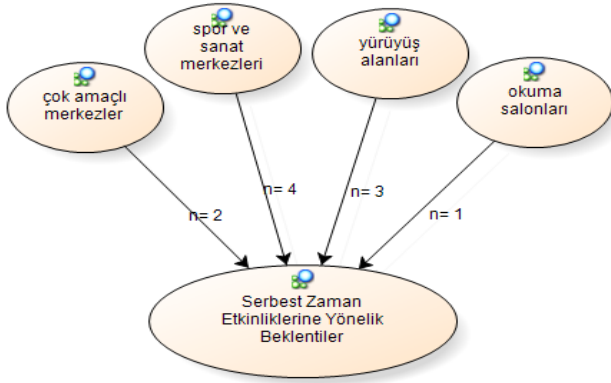 spor ve
sanat
merkezleri
yürüyüş
alanları
çok amaçlı
merkezler
okuma
salonları
n= 2
n= 4
n= 3
n= 1
Serbest Zaman
Etkinliklerine Yönelik
Beklentiler